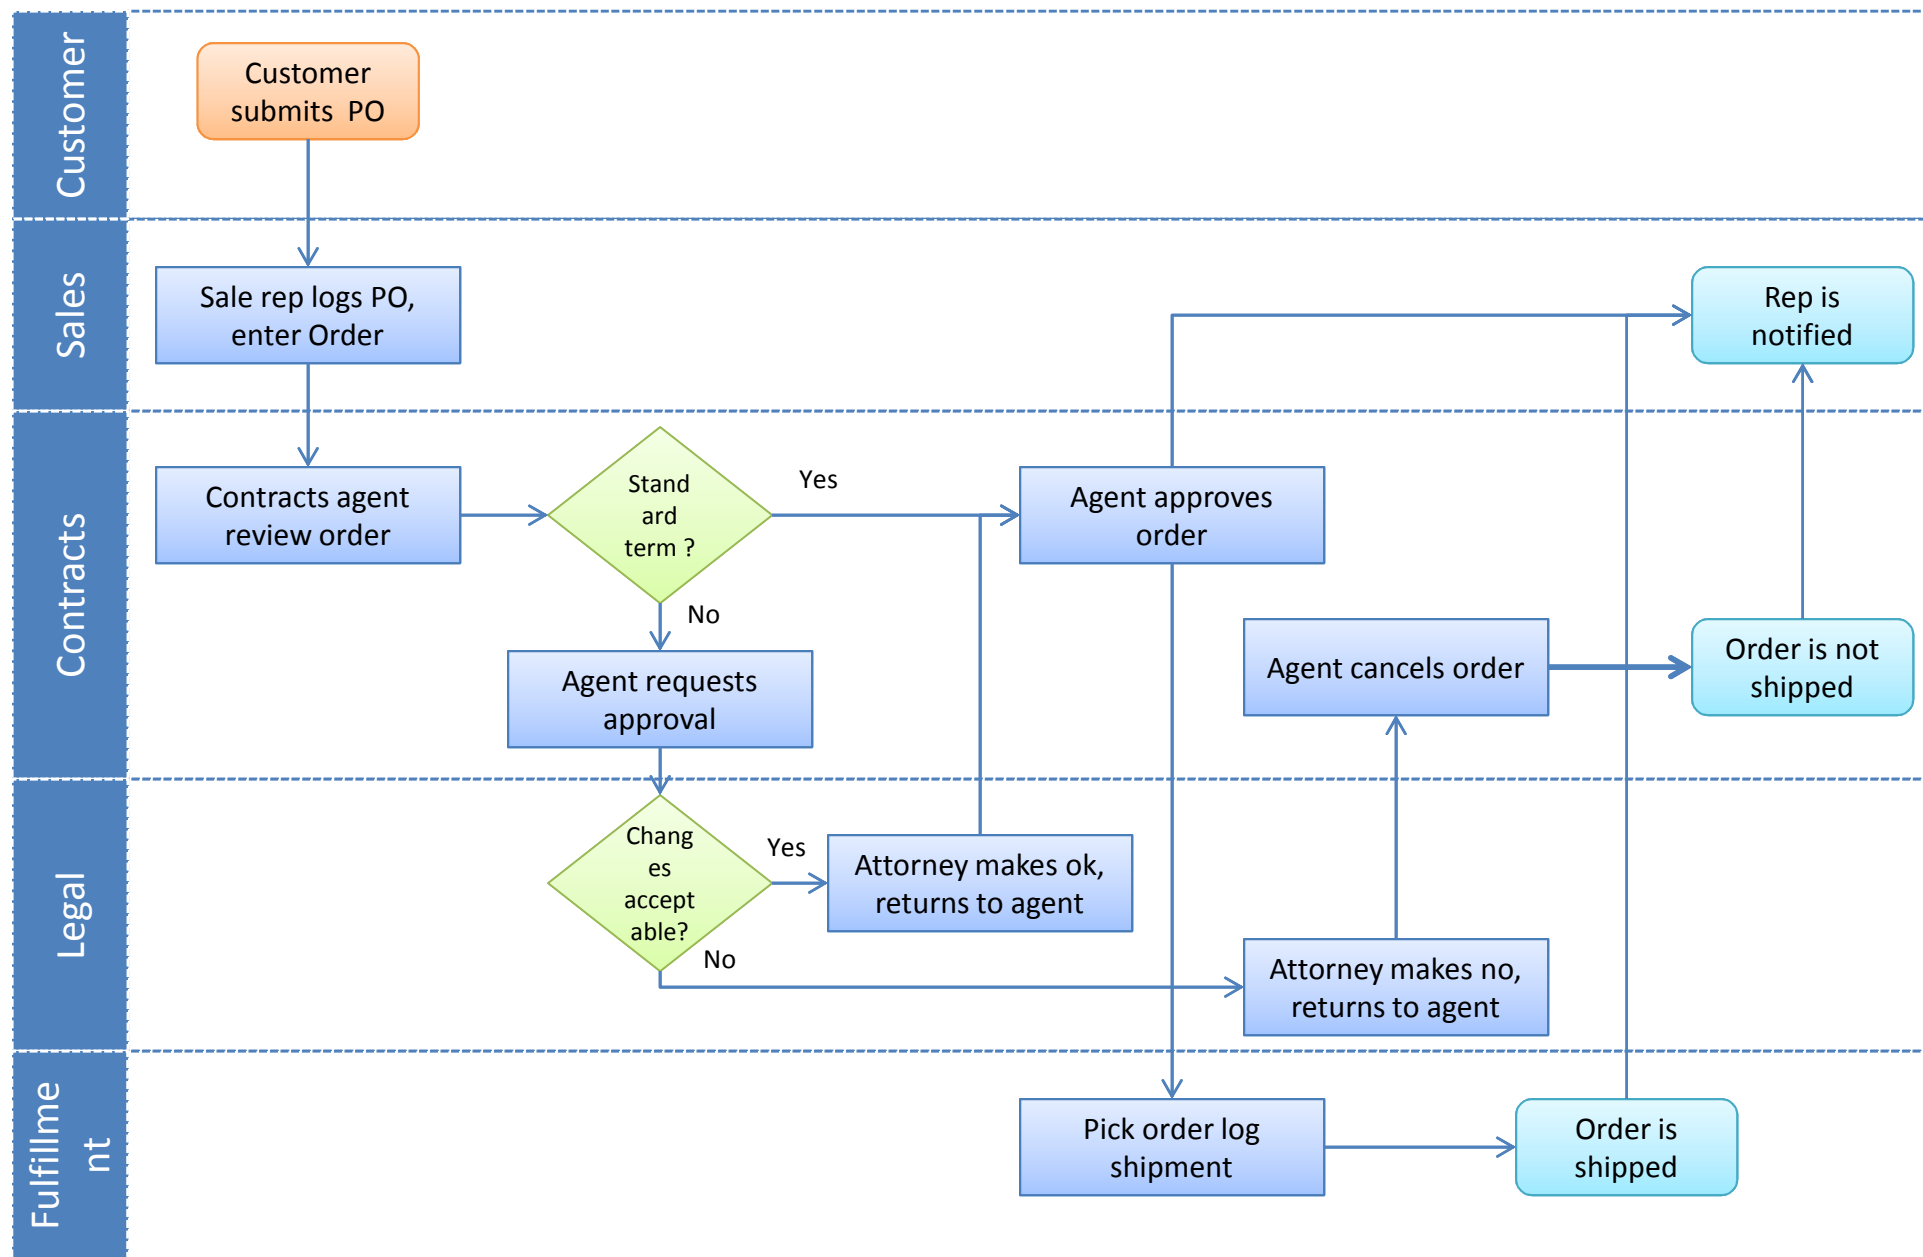 Customer
Customer
submits  PO
Sales
Sale rep logs PO,
enter Order
Rep is
notified
Contracts
Contracts agent
review order
Stand
ard
term ?
Yes
No
Agent approves
order
Agent requests
approval
Agent cancels order
Order is not
shipped
Legal
Chang
es
accept
able?
Yes
No
Attorney makes ok,
returns to agent
Attorney makes no,
returns to agent
Fulfillme
nt
Pick order log
shipment
Order is
shipped